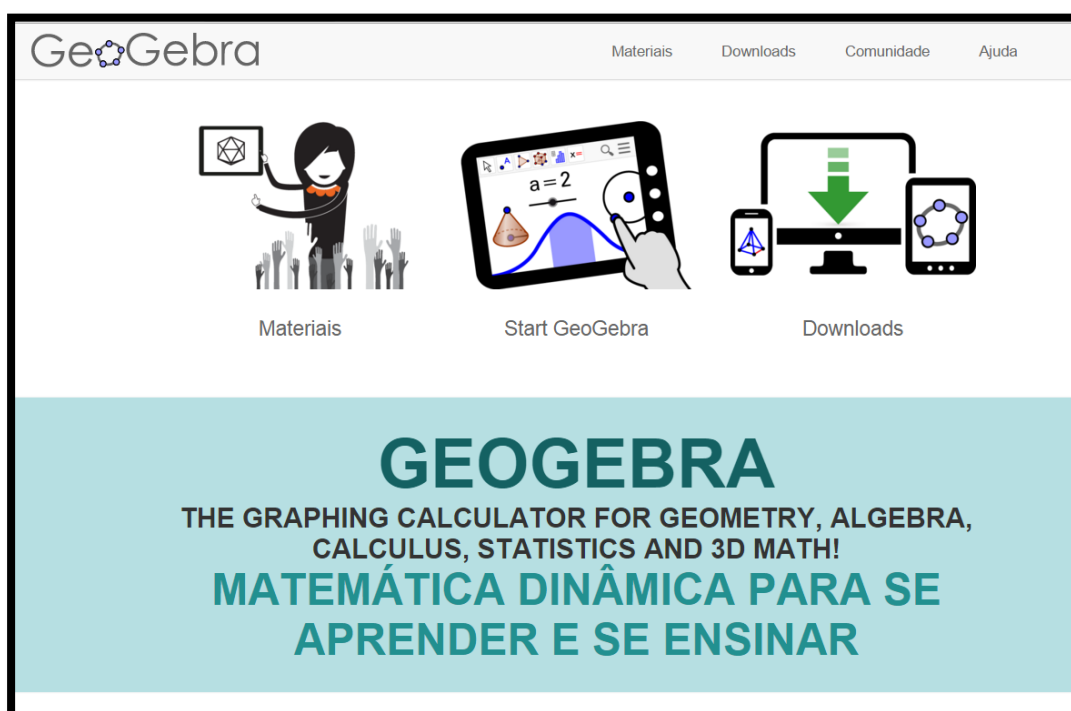 GeoGebra
Materiais Downloads Comunidade Ajuda
A x=
a=2
Materiais Start GeoGebra Downloads
GEOGEBRA
THE GRAPHING CALCULATOR FOR GEOMETRY, ALGEBRA,
CALCULUS, STATISTICS AND 3D MATH!
MATEMÁTICA DINÂMICA PARA SE
APRENDER E SE ENSINAR